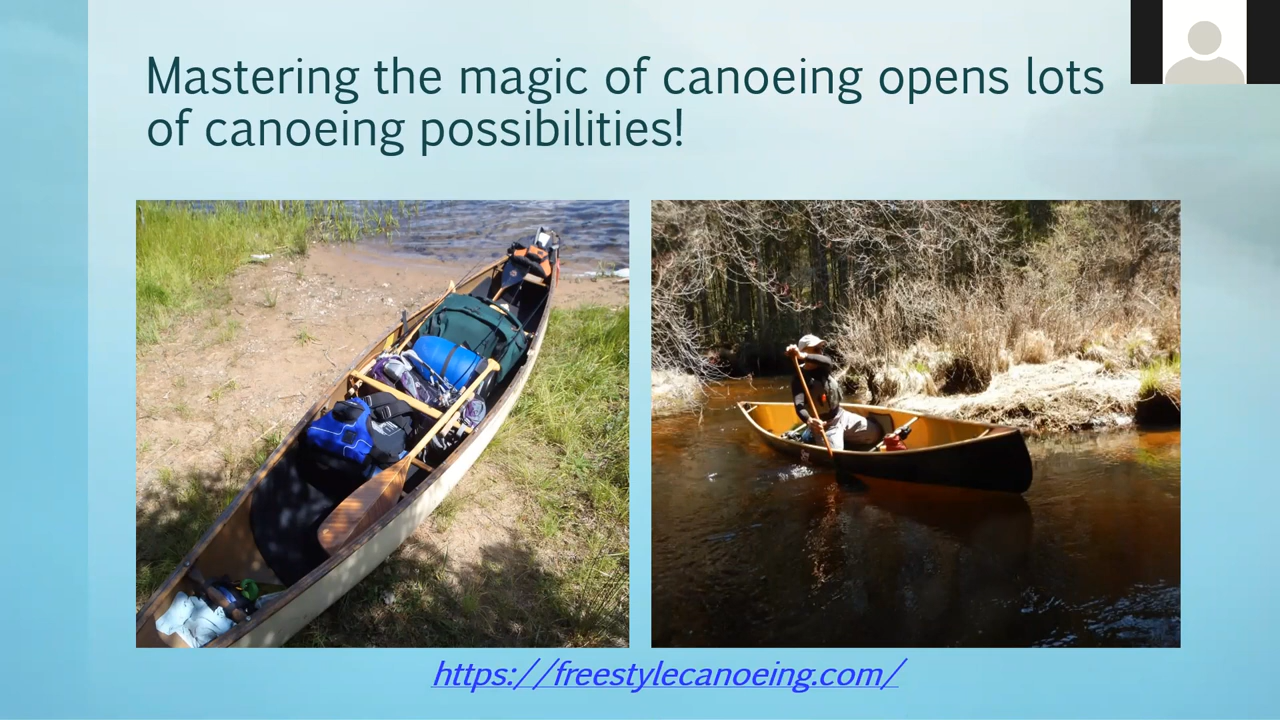 Mastering the magic of canoeing opens lots
of canoeing possibilities!
https://freestylecanoeing.com/